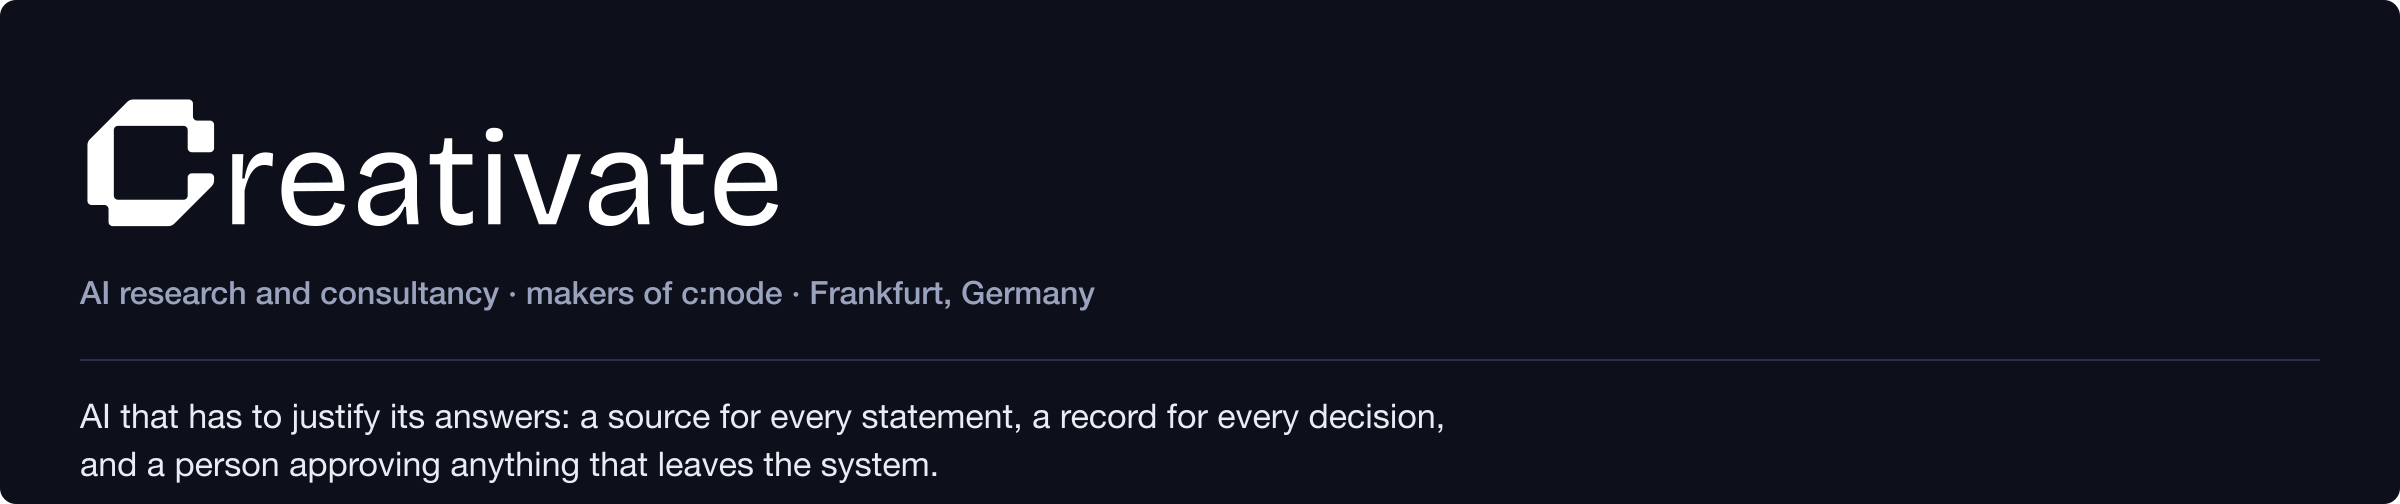 Creativate
AI research and consultancy · makers of c:node · Frankfurt, Germany
AI that has to justify its answers: a source for every statement, a record for every decision,
and a person approving anything that leaves the system.